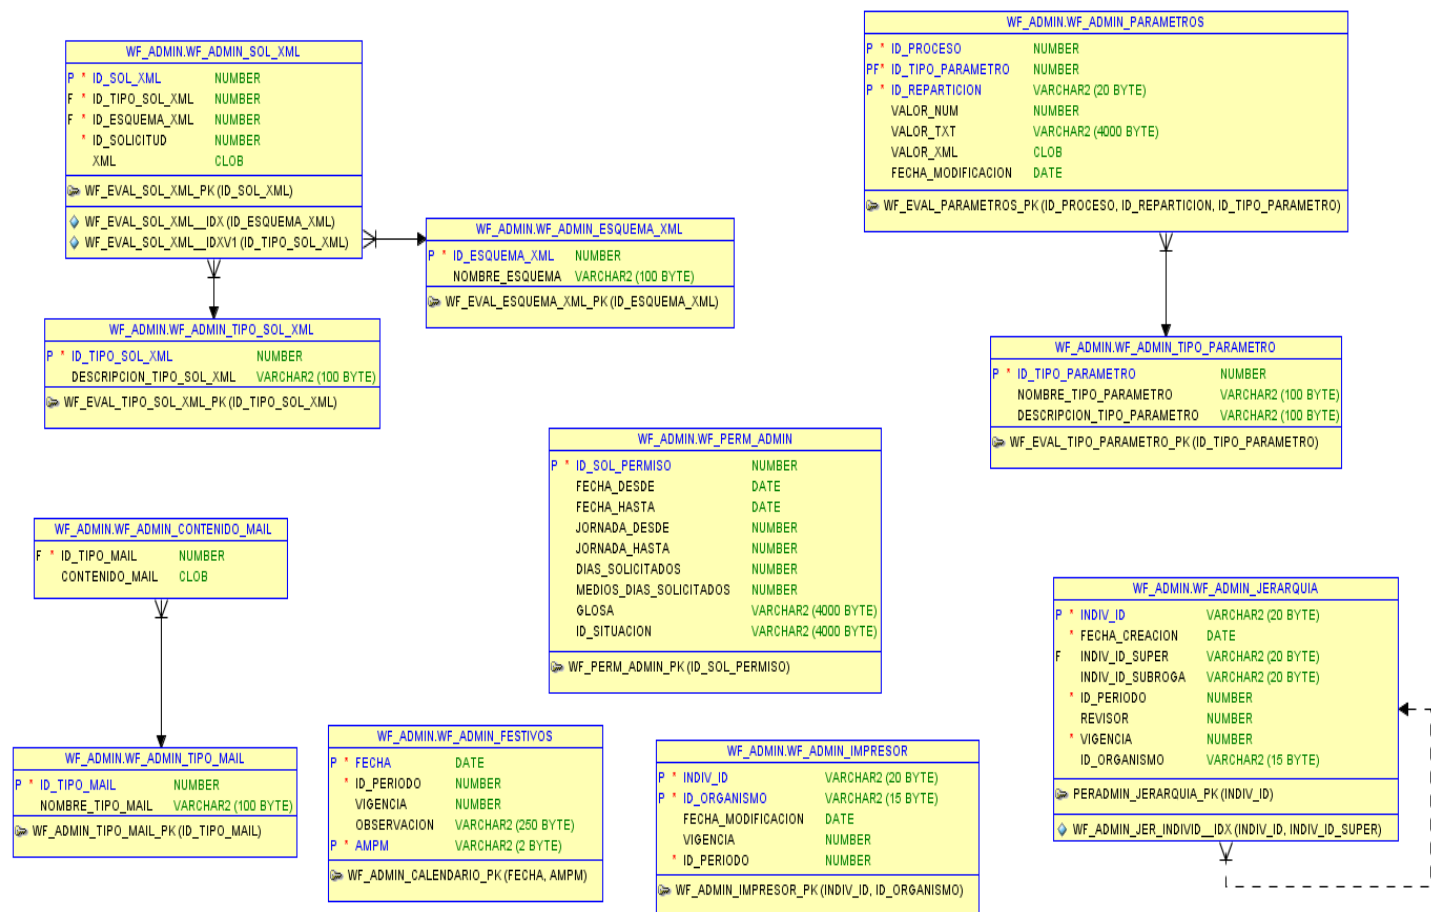 WF_ADMIN.WF_ADMIN_SOL_XML
P * ID_SOL_XML NUMBER
F * ID_TIPO_SOL_XML NUMBER
F * ID_ESQUEMA_XML NUMBER
* ID_SOLICITUD NUMBER
XML CLOB
WF_EVAL_SOL_XML_PK (ID_SOL_XML)
WF_EVAL_SOL_XML__IDX (ID_ESQUEMA_XML)
WF_EVAL_SOL_XML__IDXV1 (ID_TIPO_SOL_XML)
WF_ADMIN.WF_ADMIN_PARAMETROS
P * ID_PROCESO NUMBER
PF* ID_TIPO_PARAMETRO NUMBER
P * ID_REPARTICION VARCHAR2 (20 BYTE)
VALOR_NUM NUMBER
VALOR_TXT VARCHAR2 (4000 BYTE)
VALOR_XML CLOB
FECHA_MODIFICACION DATE
WF_EVAL_PARAMETROS_PK (ID_PROCESO, ID_REPARTICION, ID_TIPO_PARAMETRO)
WF_ADMIN.WF_ADMIN_ESQUEMA_XML
P * ID_ESQUEMA_XML NUMBER
NOMBRE_ESQUEMA VARCHAR2 (100 BYTE)
WF_EVAL_ESQUEMA_XML_PK (ID_ESQUEMA_XML)
WF_ADMIN.WF_ADMIN_TIPO_SOL_XML
P * ID_TIPO_SOL_XML NUMBER
DESCRIPCION_TIPO_SOL_XML VARCHAR2 (100 BYTE)
WF_EVAL_TIPO_SOL_XML_PK (ID_TIPO_SOL_XML)
WF_ADMIN.WF_ADMIN_TIPO_PARAMETRO
P * ID_TIPO_PARAMETRO NUMBER
NOMBRE_TIPO_PARAMETRO VARCHAR2 (100 BYTE)
DESCRIPCION_TIPO_PARAMETRO VARCHAR2 (100 BYTE)
WF_EVAL_TIPO_PARAMETRO_PK (ID_TIPO_PARAMETRO)
WF_ADMIN.WF_PERM_ADMIN
P * ID_SOL_PERMISO NUMBER
FECHA_DESDE DATE
FECHA_HASTA DATE
JORNADA_DESDE NUMBER
JORNADA_HASTA NUMBER
DIAS_SOLICITADOS NUMBER
MEDIOS_DIAS_SOLICITADOS NUMBER
GLOSA VARCHAR2 (4000 BYTE)
ID_SITUACION VARCHAR2 (4000 BYTE)
WF_PERM_ADMIN_PK (ID_SOL_PERMISO)
WF_ADMIN.WF_ADMIN_CONTENIDO_MAIL
F * ID_TIPO_MAIL NUMBER
CONTENIDO_MAIL CLOB
WF_ADMIN.WF_ADMIN_JERARQUIA
P * INDIV_ID VARCHAR2 (20 BYTE)
* FECHA_CREACION DATE
F INDIV_ID_SUPER VARCHAR2 (20 BYTE)
INDIV_ID_SUBROGA VARCHAR2 (20 BYTE)
* ID_PERIODO NUMBER
REVISOR NUMBER
* VIGENCIA NUMBER
ID_ORGANISMO VARCHAR2 (15 BYTE)
PERADMIN_JERARQUIA_PK (INDIV_ID)
WF_ADMIN_JER_INDIVID__IDX (INDIV_ID, INDIV_ID_SUPER)
WF_ADMIN.WF_ADMIN_TIPO_MAIL
P * ID_TIPO_MAIL NUMBER
NOMBRE_TIPO_MAIL VARCHAR2 (100 BYTE)
WF_ADMIN_TIPO_MAIL_PK (ID_TIPO_MAIL)
WF_ADMIN.WF_ADMIN_FESTIVOS
P * FECHA DATE
* ID_PERIODO NUMBER
VIGENCIA NUMBER
OBSERVACION VARCHAR2 (250 BYTE)
P * AMPM VARCHAR2 (2 BYTE)
WF_ADMIN_CALENDARIO_PK (FECHA, AMPM)
WF_ADMIN.WF_ADMIN_IMPRESOR
P * INDIV_ID VARCHAR2 (20 BYTE)
P * ID_ORGANISMO VARCHAR2 (15 BYTE)
FECHA_MODIFICACION DATE
VIGENCIA NUMBER
* ID_PERIODO NUMBER
WF_ADMIN_IMPRESOR_PK (INDIV_ID, ID_ORGANISMO)